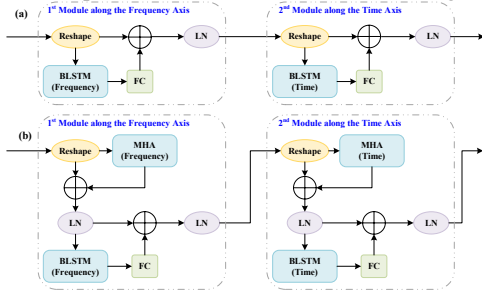 1st Module along the Frequency Axis
2nd Module along the Time Axis
(a)
Reshape
LN
Reshape
LN
BLSTM
(Frequency)
FC
BLSTM
(Time)
FC
(b)
1st Module along the Frequency Axis
2nd Module along the Time Axis
Reshape
MHA
(Frequency)
Reshape
MHA
(Time)
LN
LN
LN
LN
BLSTM
(Frequency)
FC
BLSTM
(Time)
FC